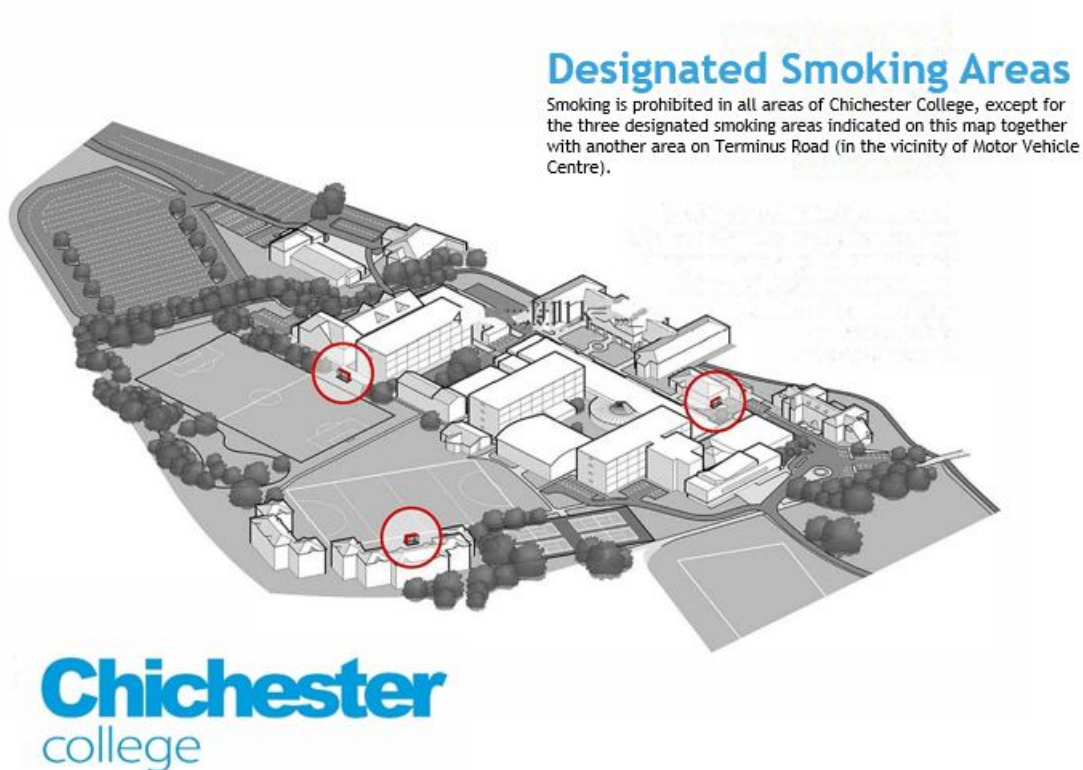 Designated Smoking Areas
Smoking is prohibited in all areas of Chichester College, except for
the three designated smoking areas indicated on this map together
with another area on Terminus Road (in the vicinity of Motor Vehicle
Centre).
4
Chichester
college